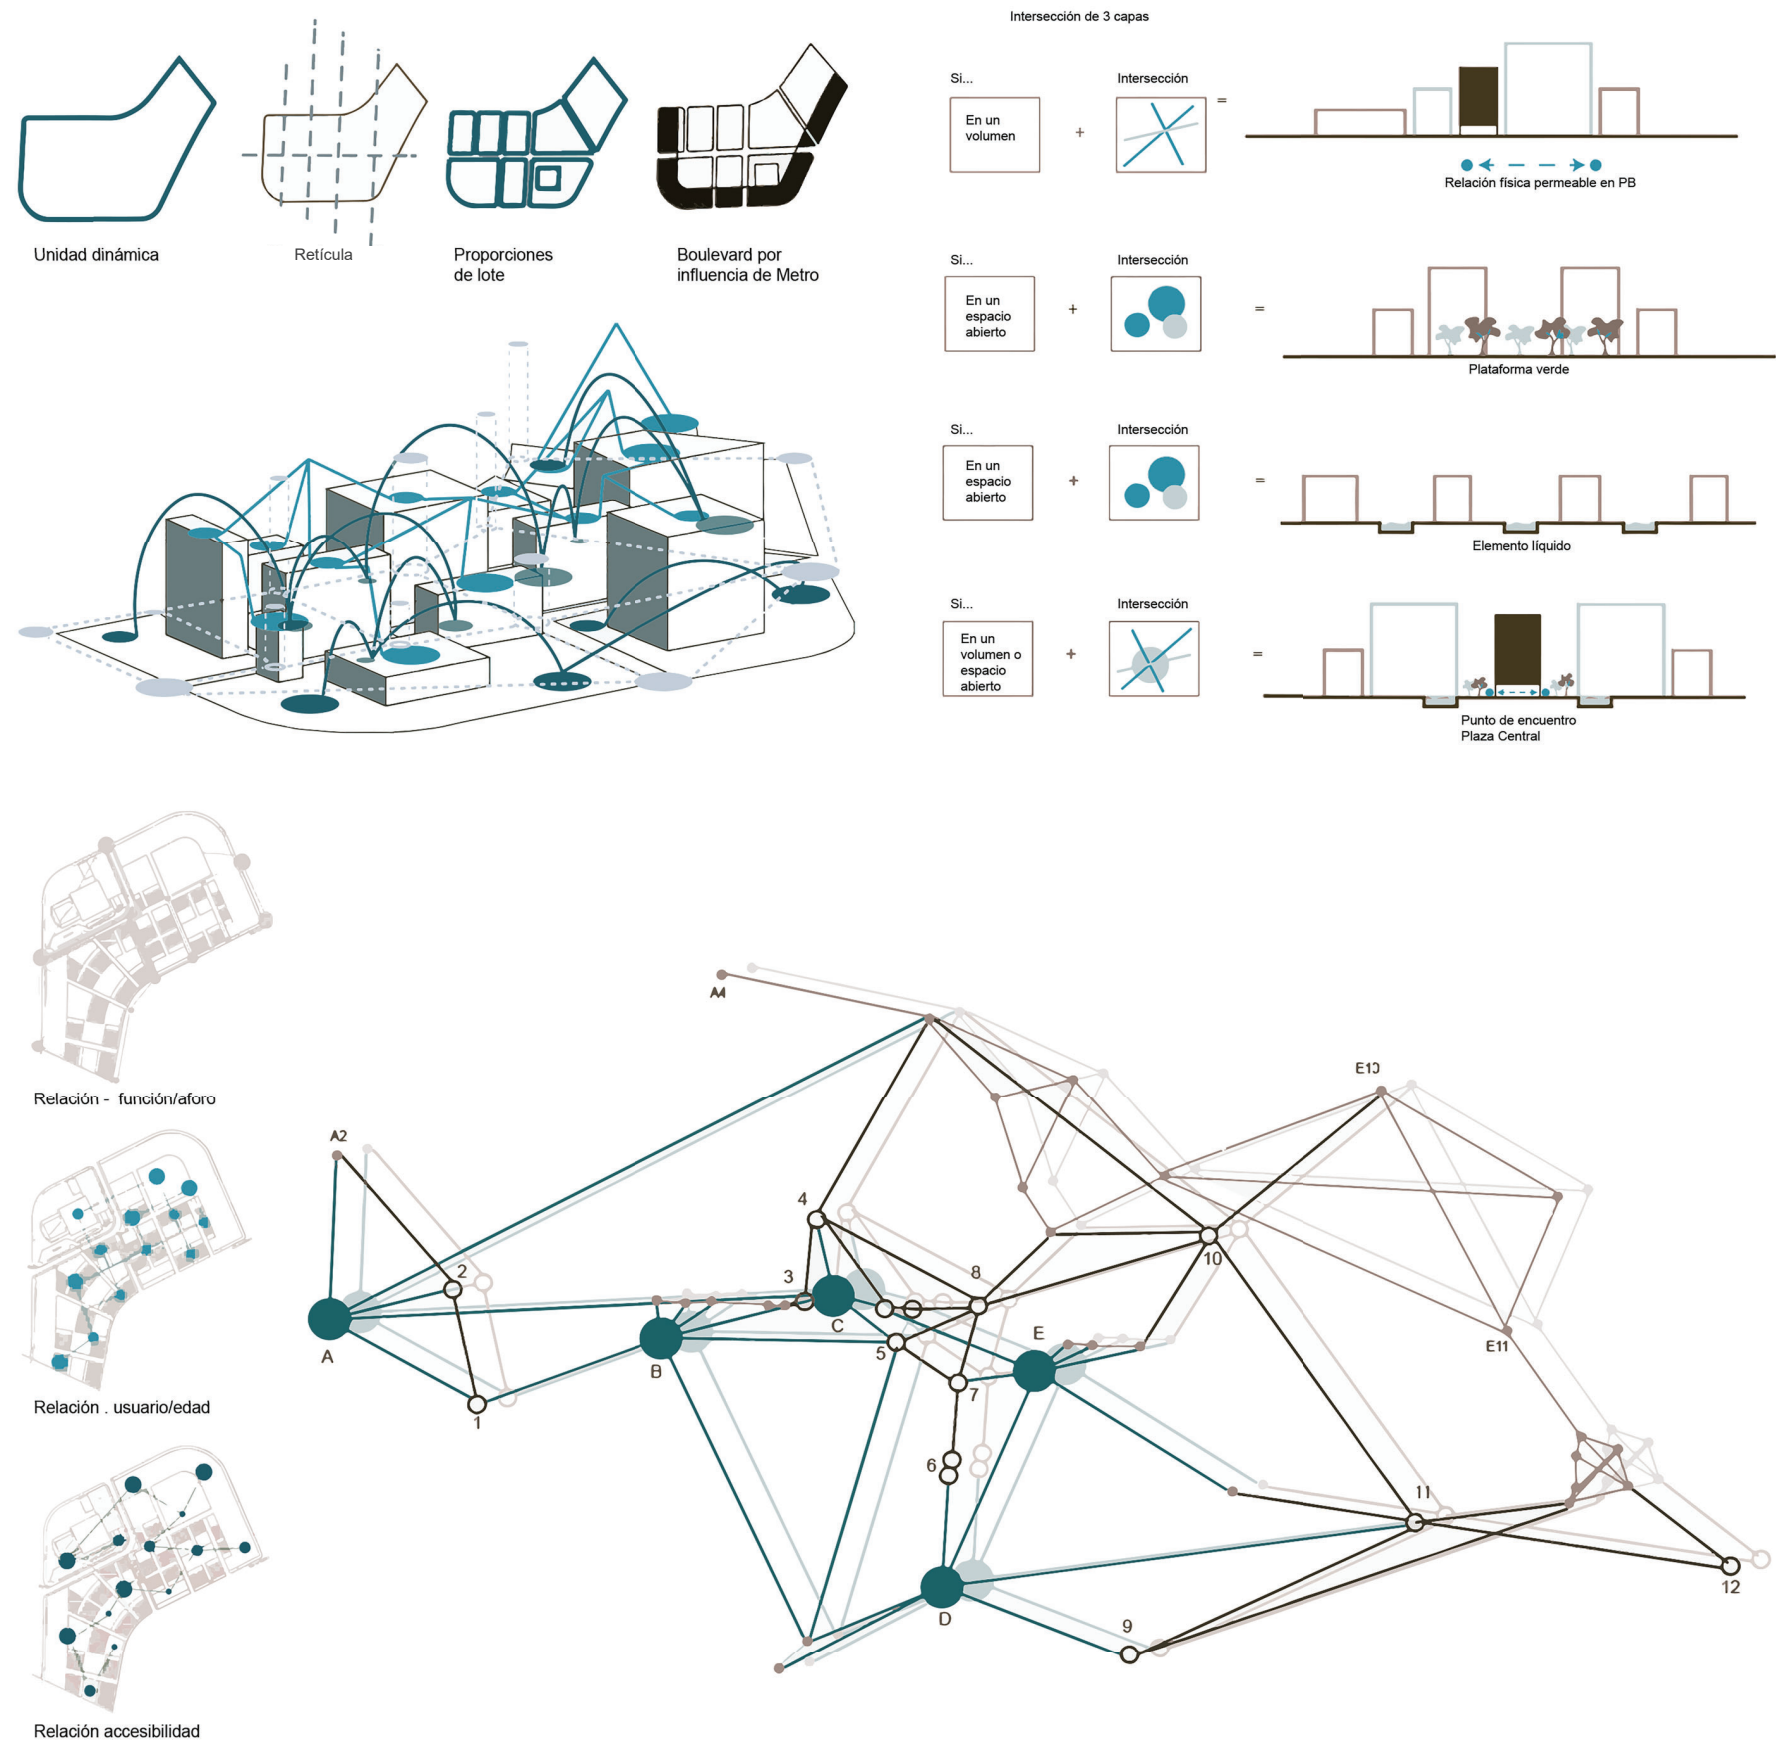 Intersección de 3 capas
Unidad dinámica
Retícula
Proporciones
de lote
Boulevard por
influencia de Metro
Si...
Intersección
En un
volumen
+
=
Relación física permeable en PB
Si...
Intersección
En un
espacio
abierto
+
=
Plataforma verde
Si...
Intersección
En un
espacio
abierto
+
=
Elemento líquido
Si...
Intersección
En un
volumen o
espacio
abierto
+
=
Punto de encuentro
Plaza Central
Relación - función/aforo
Relación . usuario/edad
Relación accesibilidad
A4
E10
A2
4
2
3
8
10
C
E
5
E11
A
B
7
1
6
11
12
D
9